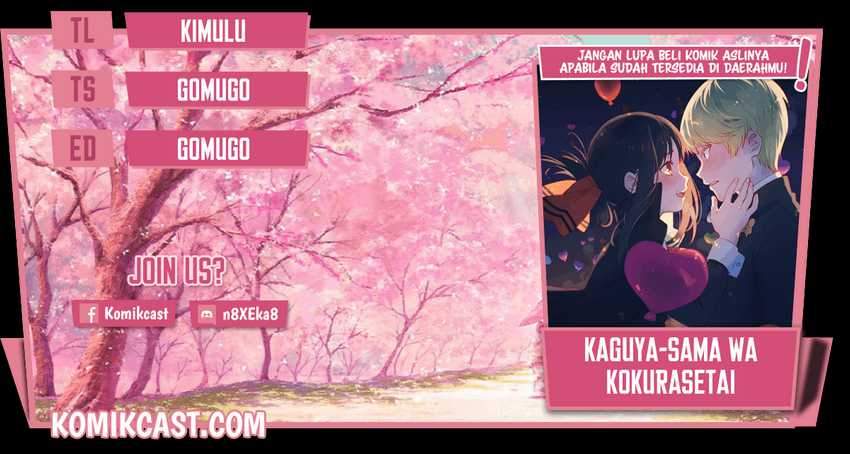 TL KIMULU
TS GOMUGO
ED GOMUGO
JOIN US?
Komikcast n8XEka8
KOMIKCAST.COM
JANGAN LUPA BELI KOMIK ASLINYA
APABILA SUDAH TERSEDIA DI DAERAHMU!
!
KAGUYA-SAMA WA
KOKURASETAI